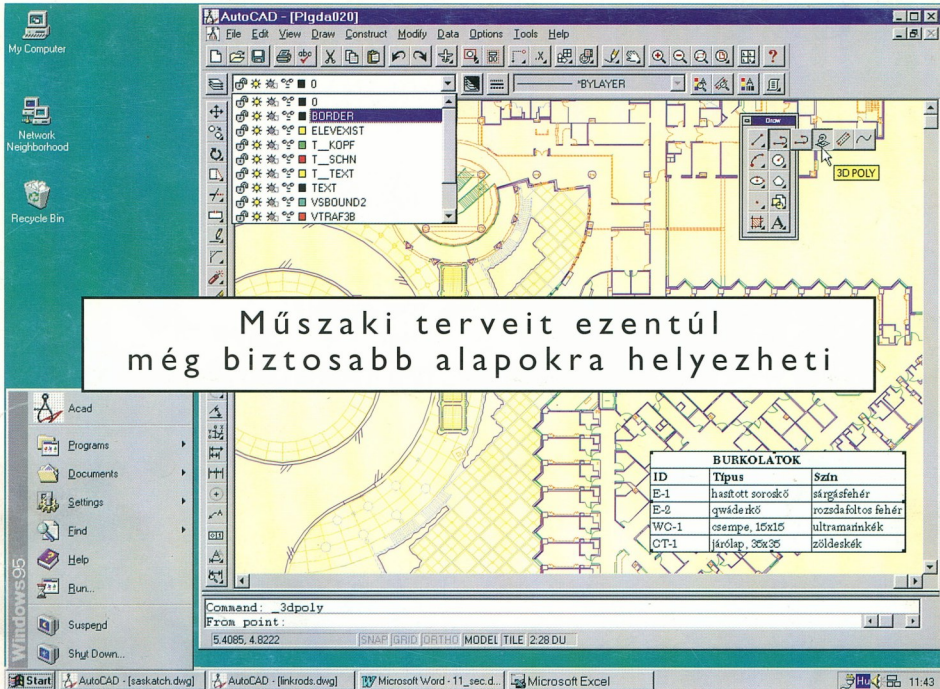 My Computer
Network
Neighborhood
Recycle Bin
AutoCAD - [Plgda020]
File Edit View Draw Construct Modify Data Options Tools Help
0
BYLAYER
0
BORDER
ELEVEXIST
T__KOPF
T__SCHN
T__TEXT
TEXT
VSBOUND2
VTRAF3B
Draw
3D POLY
Műszaki terveit ezentúl
még biztosabb alapokra helyezheti
BURKOLATOK
ID Típus Szín
E-1 hasított soroskő sárgásfehér
E-2 qwáderkő rozsdafoltos fehér
WC-1 csempe, 15x15 ultramarinkék
CT-1 járólap, 35x35 zöldeskék
Command: _3dpoly
From point:
5.4085, 4.8222 SNAP GRID ORTHO MODEL TILE 2:28 DU
Windows95
Acad
Programs
Documents
Settings
Find
Help
Run...
Suspend
Shut Down...
Start AutoCAD - [saskatch.dwg] AutoCAD - [linkrods.dwg] Microsoft Word - 11_sec.d... Microsoft Excel Hu 11:43